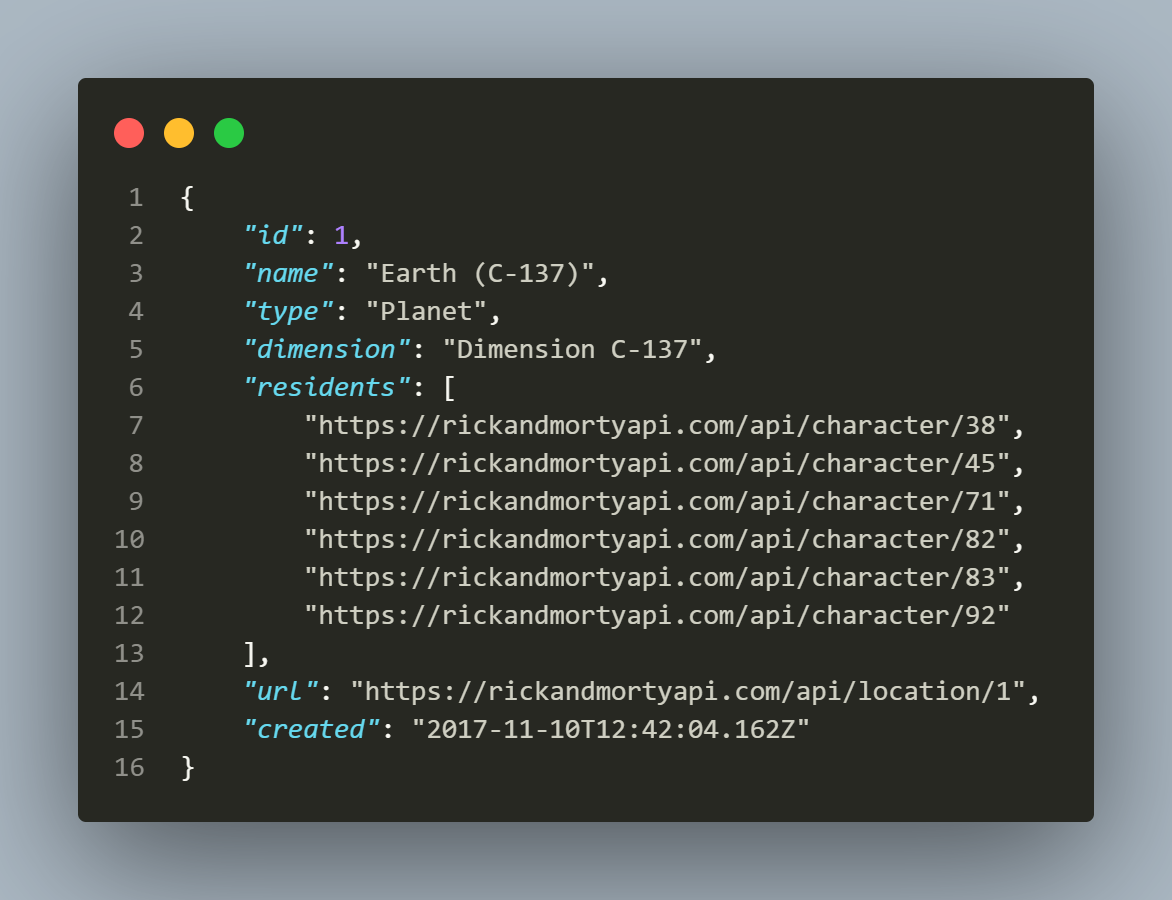 1 {
2     "id": 1,
3     "name": "Earth (C-137)",
4     "type": "Planet",
5     "dimension": "Dimension C-137",
6     "residents": [
7         "https://rickandmortyapi.com/api/character/38",
8         "https://rickandmortyapi.com/api/character/45",
9         "https://rickandmortyapi.com/api/character/71",
10         "https://rickandmortyapi.com/api/character/82",
11         "https://rickandmortyapi.com/api/character/83",
12         "https://rickandmortyapi.com/api/character/92"
13     ],
14     "url": "https://rickandmortyapi.com/api/location/1",
15     "created": "2017-11-10T12:42:04.162Z"
16 }